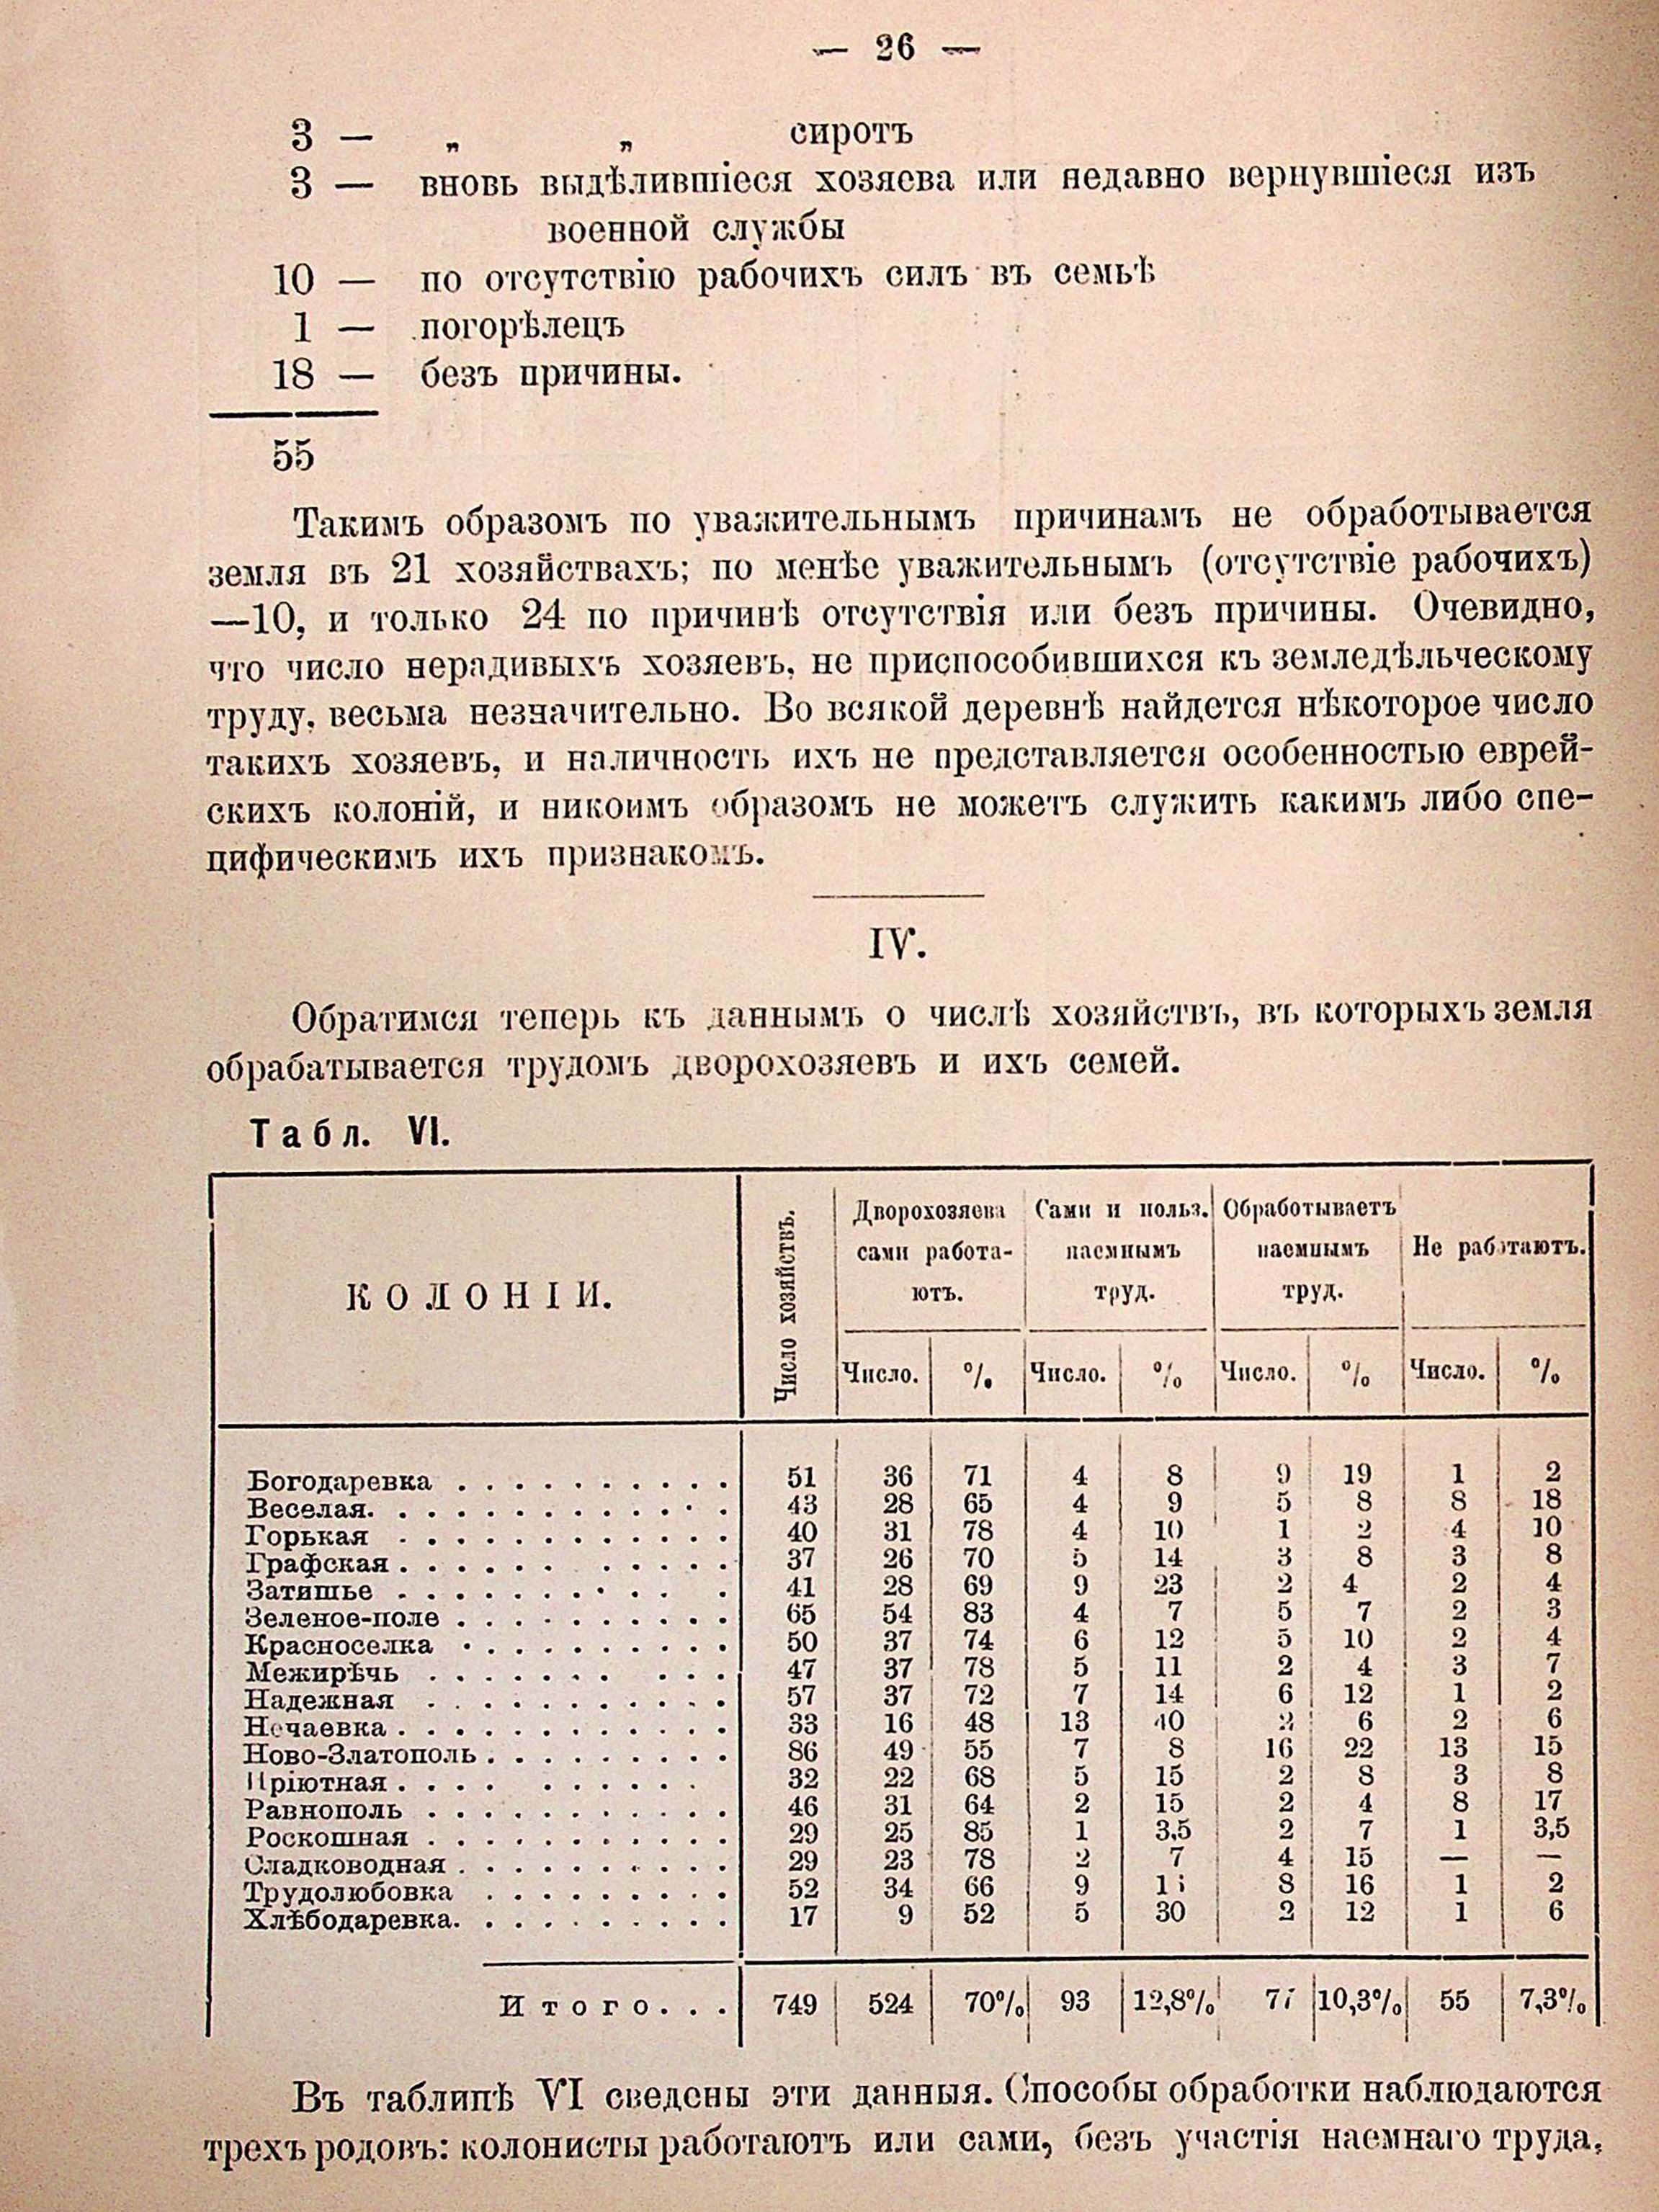 — 26 —
3 — „ „ сиротъ
3 — вновь выдѣлившіеся хозяева или недавно вернувшіеся изъ
военной службы
10 — по отсутствію рабочихъ силъ въ семьѣ
1 — погорѣлецъ
18 — безъ причины.
55
Такимъ образомъ по уважительнымъ причинамъ не обработывается
земля въ 21 хозяйствахъ; по менѣе уважительнымъ (отсутствіе рабочихъ)
—10, и только 24 по причинѣ отсутствія или безъ причины. Очевидно,
что число нерадивыхъ хозяевъ, не приспособившихся къ земледѣльческому
труду, весьма незначительно. Во всякой деревнѣ найдется нѣкоторое число
такихъ хозяевъ, и наличность ихъ не представляется особенностью еврей-
скихъ колоній, и никоимъ образомъ не можетъ служить какимъ либо спе-
цифическимъ ихъ признакомъ.
IV.
Обратимся теперь къ даннымъ о числѣ хозяйствъ, въ которыхъ земля
обрабатывается трудомъ дворохозяевъ и ихъ семей.
Табл. VI.
КОЛОНІИ.
Число хозяйствъ.
Дворохозяева
сами работа-
ютъ.
Сами и польз.
наемнымъ
труд.
Обработываетъ
наемнымъ
труд.
Не работаютъ.
Число. % Число. % Число. % Число. %
Богодаревка . . . . . . . . . . 51 36 71 4 8 9 19 1 2
Веселая. . . . . . . . . . . . . 43 28 65 4 9 5 8 8 18
Горькая . . . . . . . . . . . . 40 31 78 4 10 1 2 4 10
Графская . . . . . . . . . . . 37 26 70 5 14 3 8 3 8
Затишье . . . . . . . . . . . 41 28 69 9 23 2 4 2 4
Зеленое-поле . . . . . . . . . . 65 54 83 4 7 5 7 2 3
Красноселка . . . . . . . . . . 50 37 74 6 12 5 10 2 4
Межирѣчь . . . . . . . . . . 47 37 78 5 11 2 4 3 7
Надежная . . . . . . . . . . . 57 37 72 7 14 6 12 1 2
Нечаевка . . . . . . . . . . . . 33 16 48 13 40 2 6 2 6
Ново-Златополь . . . . . . . . . 86 49 55 7 8 16 22 13 15
Пріютная . . . . . . . . . . 32 22 68 5 15 2 8 3 8
Равнополь . . . . . . . . . . . 46 31 64 2 15 2 4 8 17
Роскошная . . . . . . . . . . . 29 25 85 1 3,5 2 7 1 3,5
Сладководная . . . . . . . . . . 29 23 78 2 7 4 15 — —
Трудолюбовка . . . . . . . . . 52 34 66 9 8 16 1 2
Хлѣбодаревка. . . . . . . . . . 17 9 52 5 30 2 12 1 6
Итого. . . 749 524 70% 93 12,8% 77 10,3% 55 7,3%
Въ таблицѣ VI сведены эти данныя. Способы обработки наблюдаются
трехъ родовъ: колонисты работаютъ или сами, безъ участія наемнаго труда,